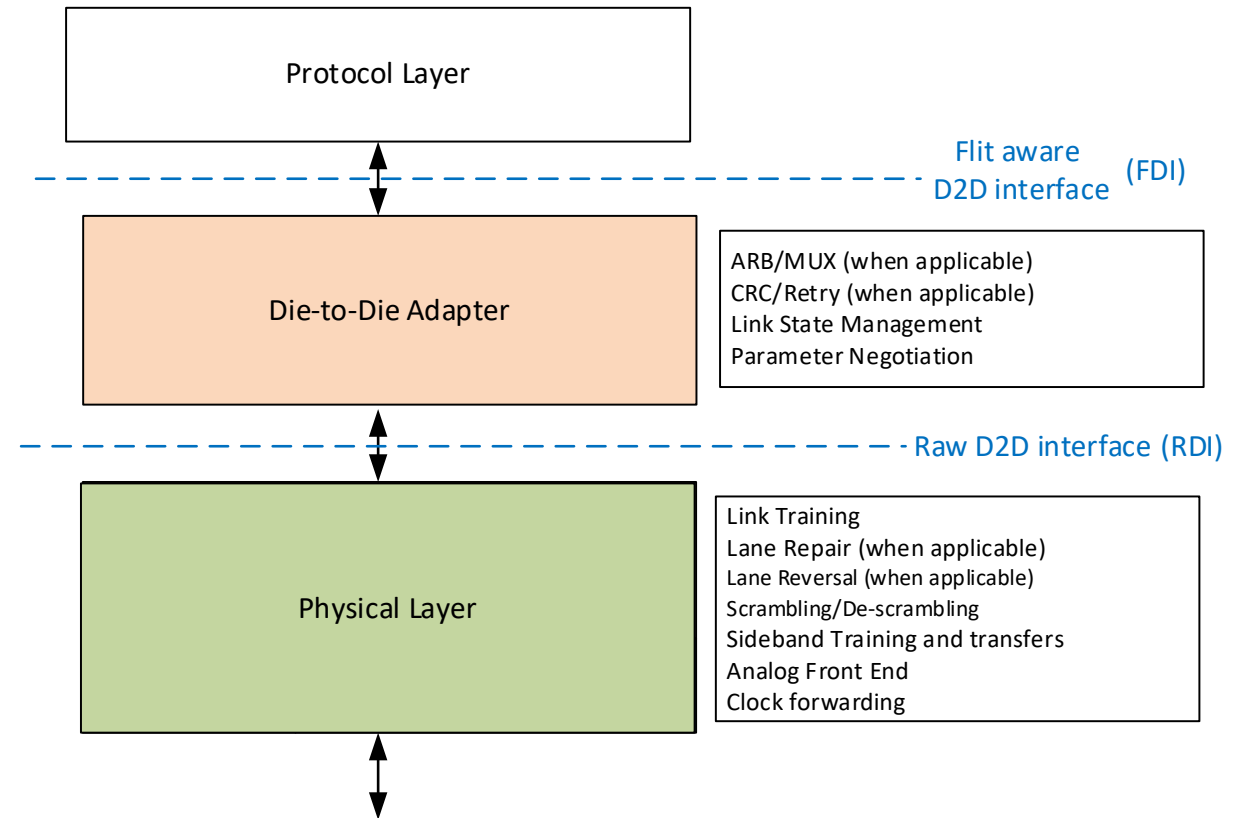 Protocol Layer
Flit aware
D2D interface
(FDI)
Die-to-Die Adapter
ARB/MUX (when applicable)
CRC/Retry (when applicable)
Link State Management
Parameter Negotiation
Raw D2D interface (RDI)
Physical Layer
Link Training
Lane Repair (when applicable)
Lane Reversal (when applicable)
Scrambling/De-scrambling
Sideband Training and transfers
Analog Front End
Clock forwarding